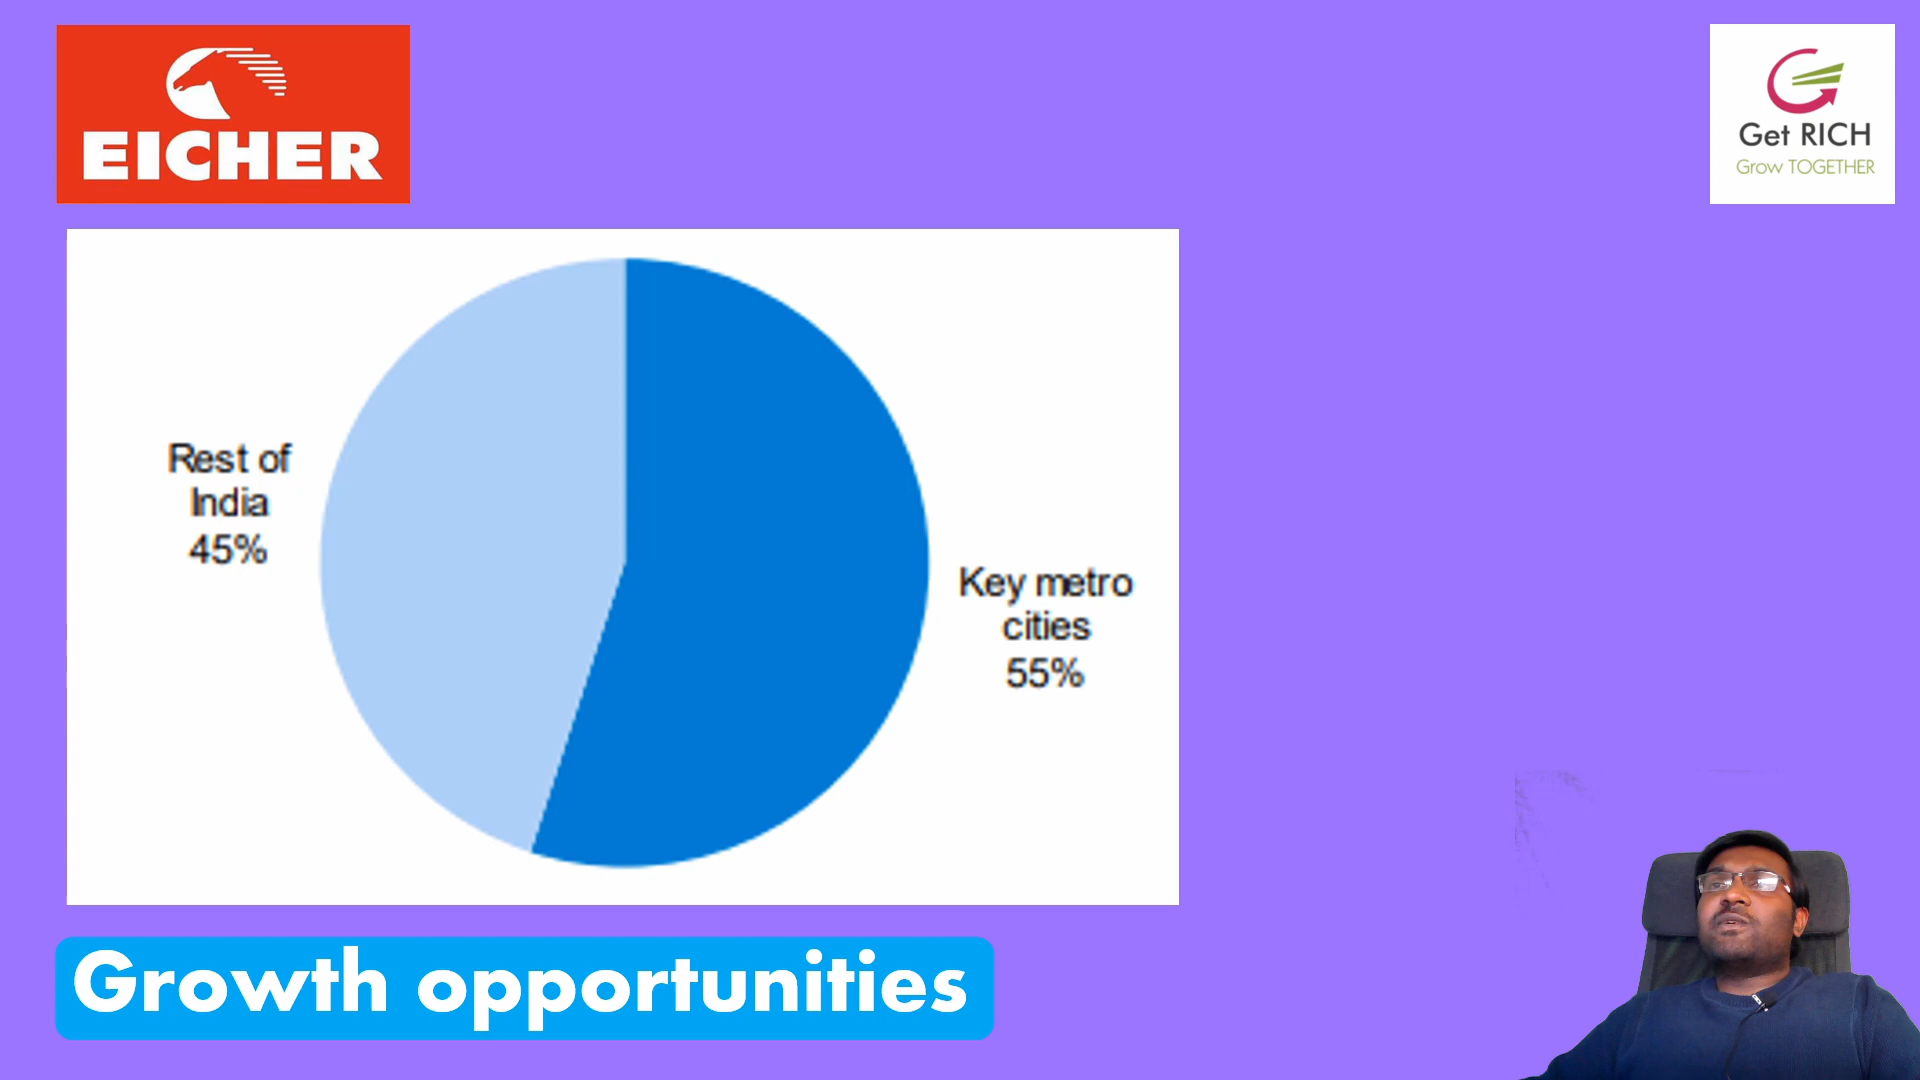 EICHER
Get RICH
Grow TOGETHER
Rest of
India
45%
Key metro
cities
55%
Growth opportunities